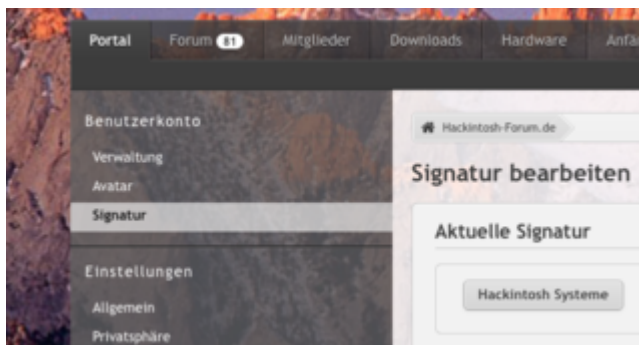 Portal Forum 81 Mitglieder Downloads Hardware
Benutzerkonto
Verwaltung
Avatar
Signatur
Einstellungen
Allgemein
Privatsphäre
Hackintosh-Forum.de
Signatur bearbeiten
Aktuelle Signatur
Hackintosh Systeme